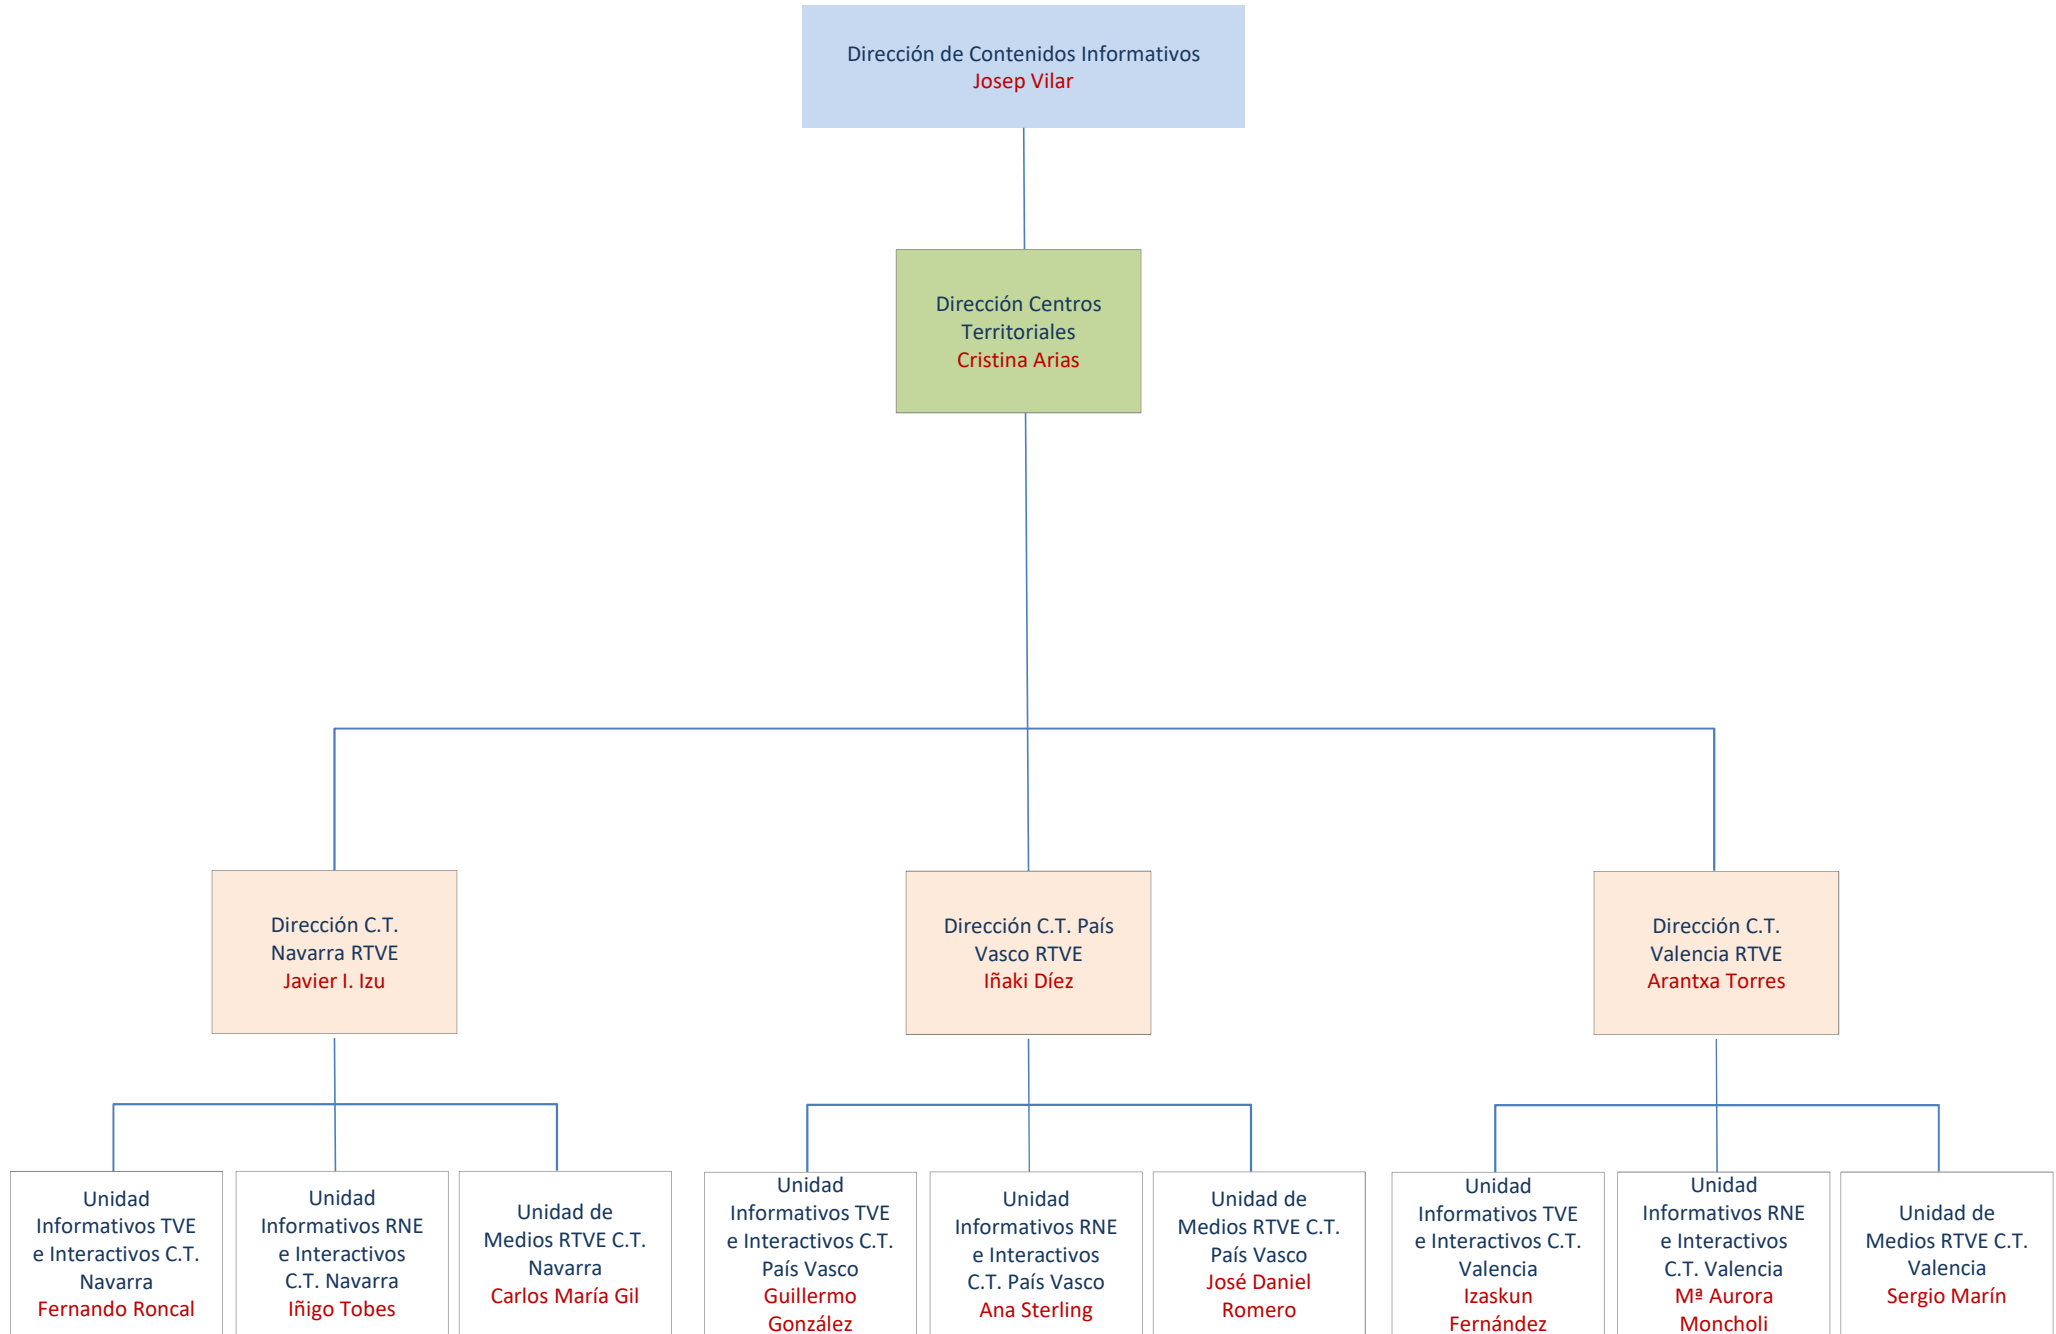 Dirección de Contenidos Informativos
Josep Vilar
Dirección Centros
Territoriales
Cristina Arias
Dirección C.T.
Navarra RTVE
Javier I. Izu
Dirección C.T. País
Vasco RTVE
Iñaki Díez
Dirección C.T.
Valencia RTVE
Arantxa Torres
Unidad
Informativos TVE
e Interactivos C.T.
Navarra
Fernando Roncal
Unidad
Informativos RNE
e Interactivos
C.T. Navarra
Iñigo Tobes
Unidad de
Medios RTVE C.T.
Navarra
Carlos María Gil
Unidad
Informativos TVE
e Interactivos C.T.
País Vasco
Guillermo
González
Unidad
Informativos RNE
e Interactivos
C.T. País Vasco
Ana Sterling
Unidad de
Medios RTVE C.T.
País Vasco
José Daniel
Romero
Unidad
Informativos TVE
e Interactivos C.T.
Valencia
Izaskun
Fernández
Unidad
Informativos RNE
e Interactivos
C.T. Valencia
Mª Aurora
Moncholi
Unidad de
Medios RTVE C.T.
Valencia
Sergio Marín